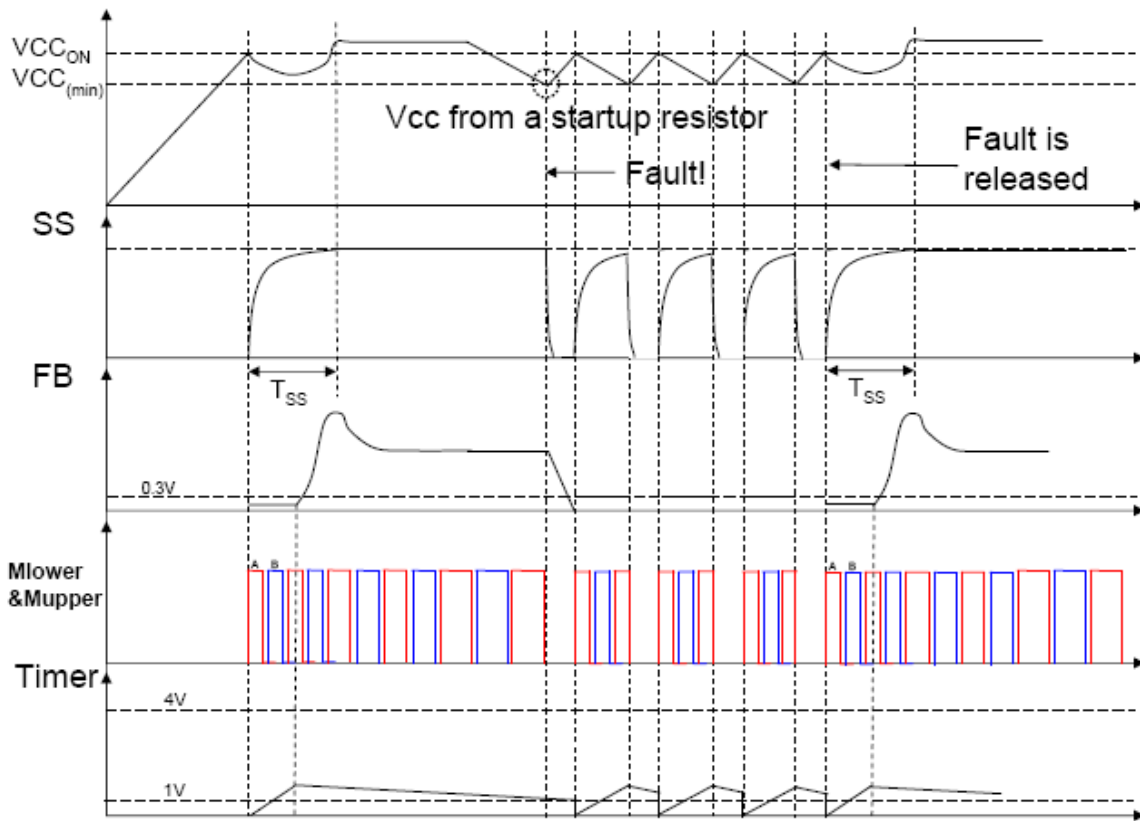 VCC_ON
VCC_(min)
Vcc from a startup resistor
Fault!
Fault is
released
SS
T_SS
T_SS
FB
0.3V
A B
A B
Mlower
&Mupper
Timer
4V
1V